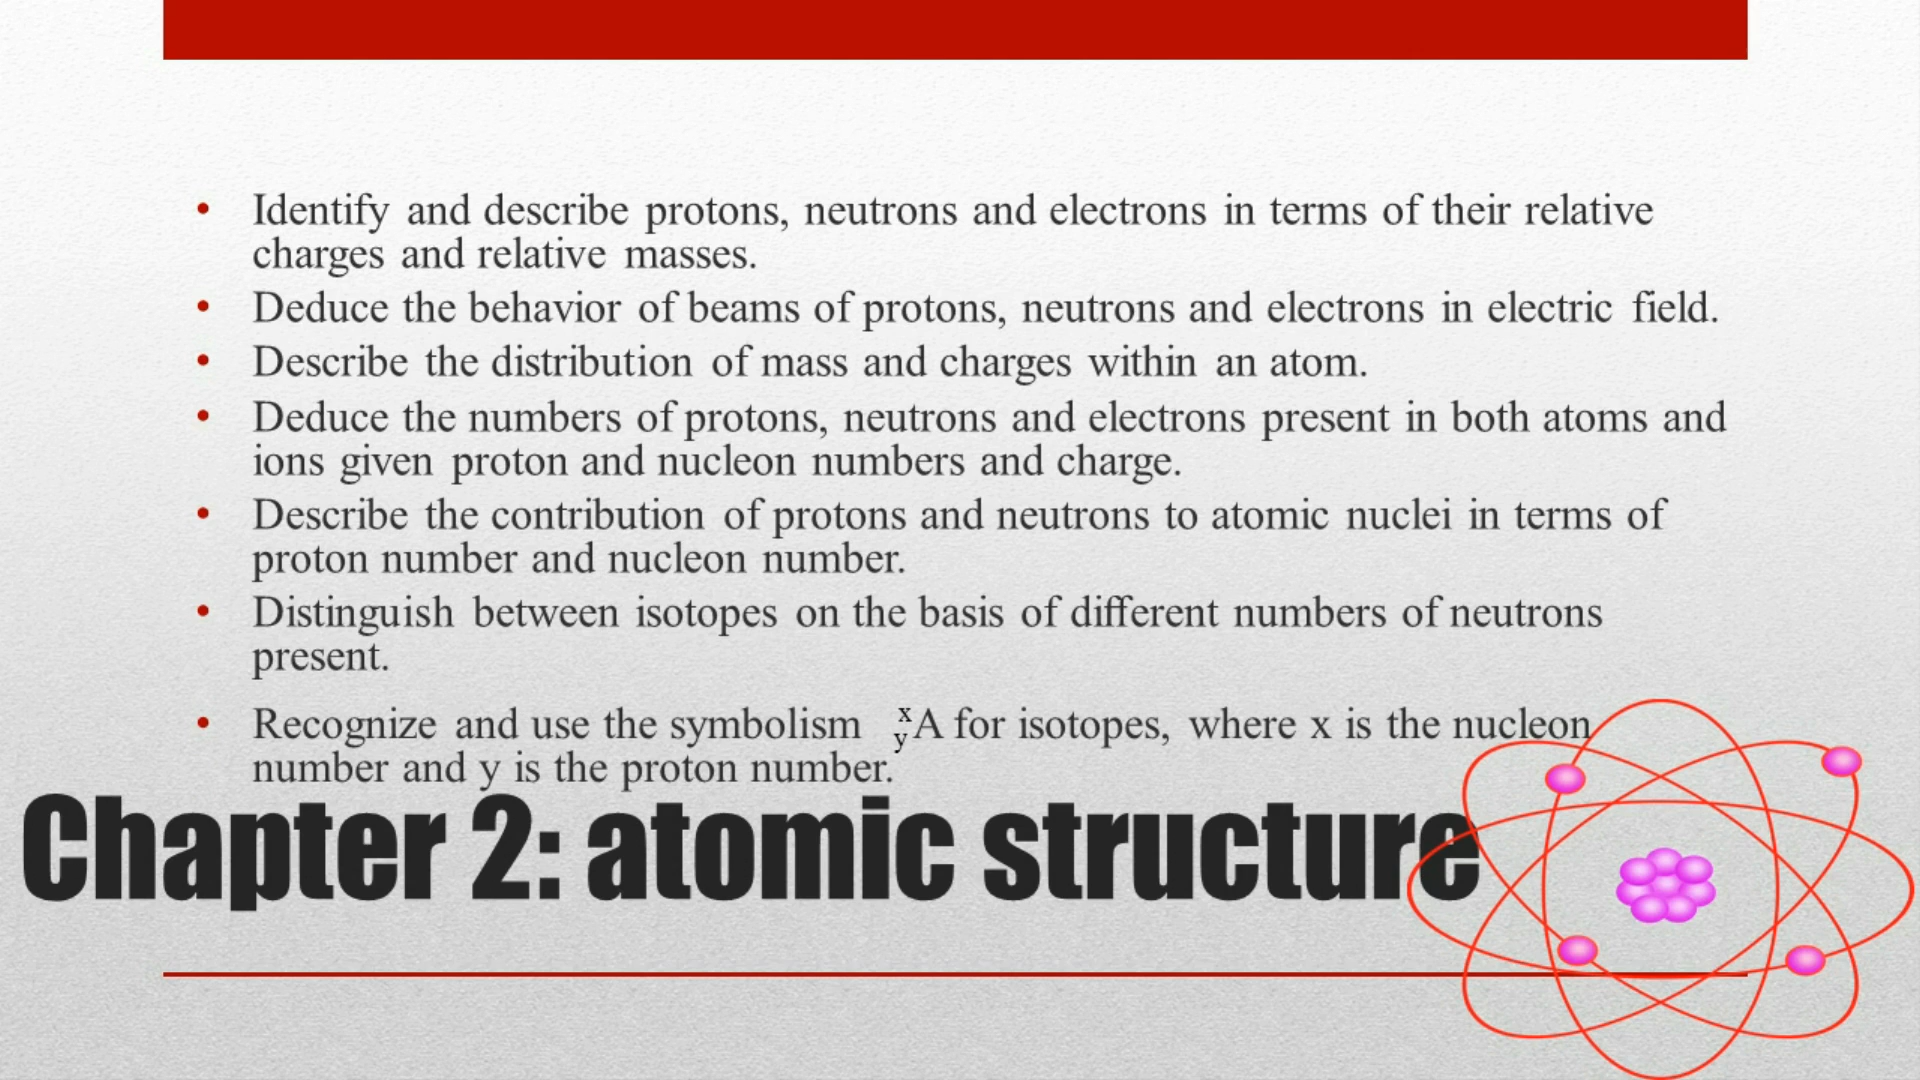 • Identify and describe protons, neutrons and electrons in terms of their relative
charges and relative masses.
• Deduce the behavior of beams of protons, neutrons and electrons in electric field.
• Describe the distribution of mass and charges within an atom.
• Deduce the numbers of protons, neutrons and electrons present in both atoms and
ions given proton and nucleon numbers and charge.
• Describe the contribution of protons and neutrons to atomic nuclei in terms of
proton number and nucleon number.
• Distinguish between isotopes on the basis of different numbers of neutrons
present.
• Recognize and use the symbolism ˣᵧA for isotopes, where x is the nucleon
number and y is the proton number.
Chapter 2: atomic structure